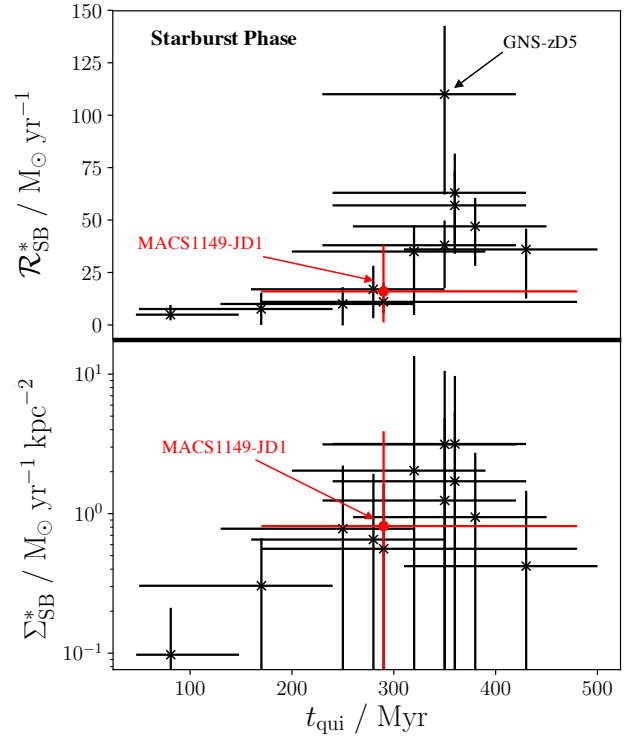 150
125
100
75
50
25
0
Starburst Phase
GNS-zD5
MACS1149-JD1
ℛ*SB / M⊙ yr⁻¹
10¹
10⁰
10⁻¹
MACS1149-JD1
Σ*SB / M⊙ yr⁻¹ kpc⁻²
100 200 300 400 500
tqui / Myr